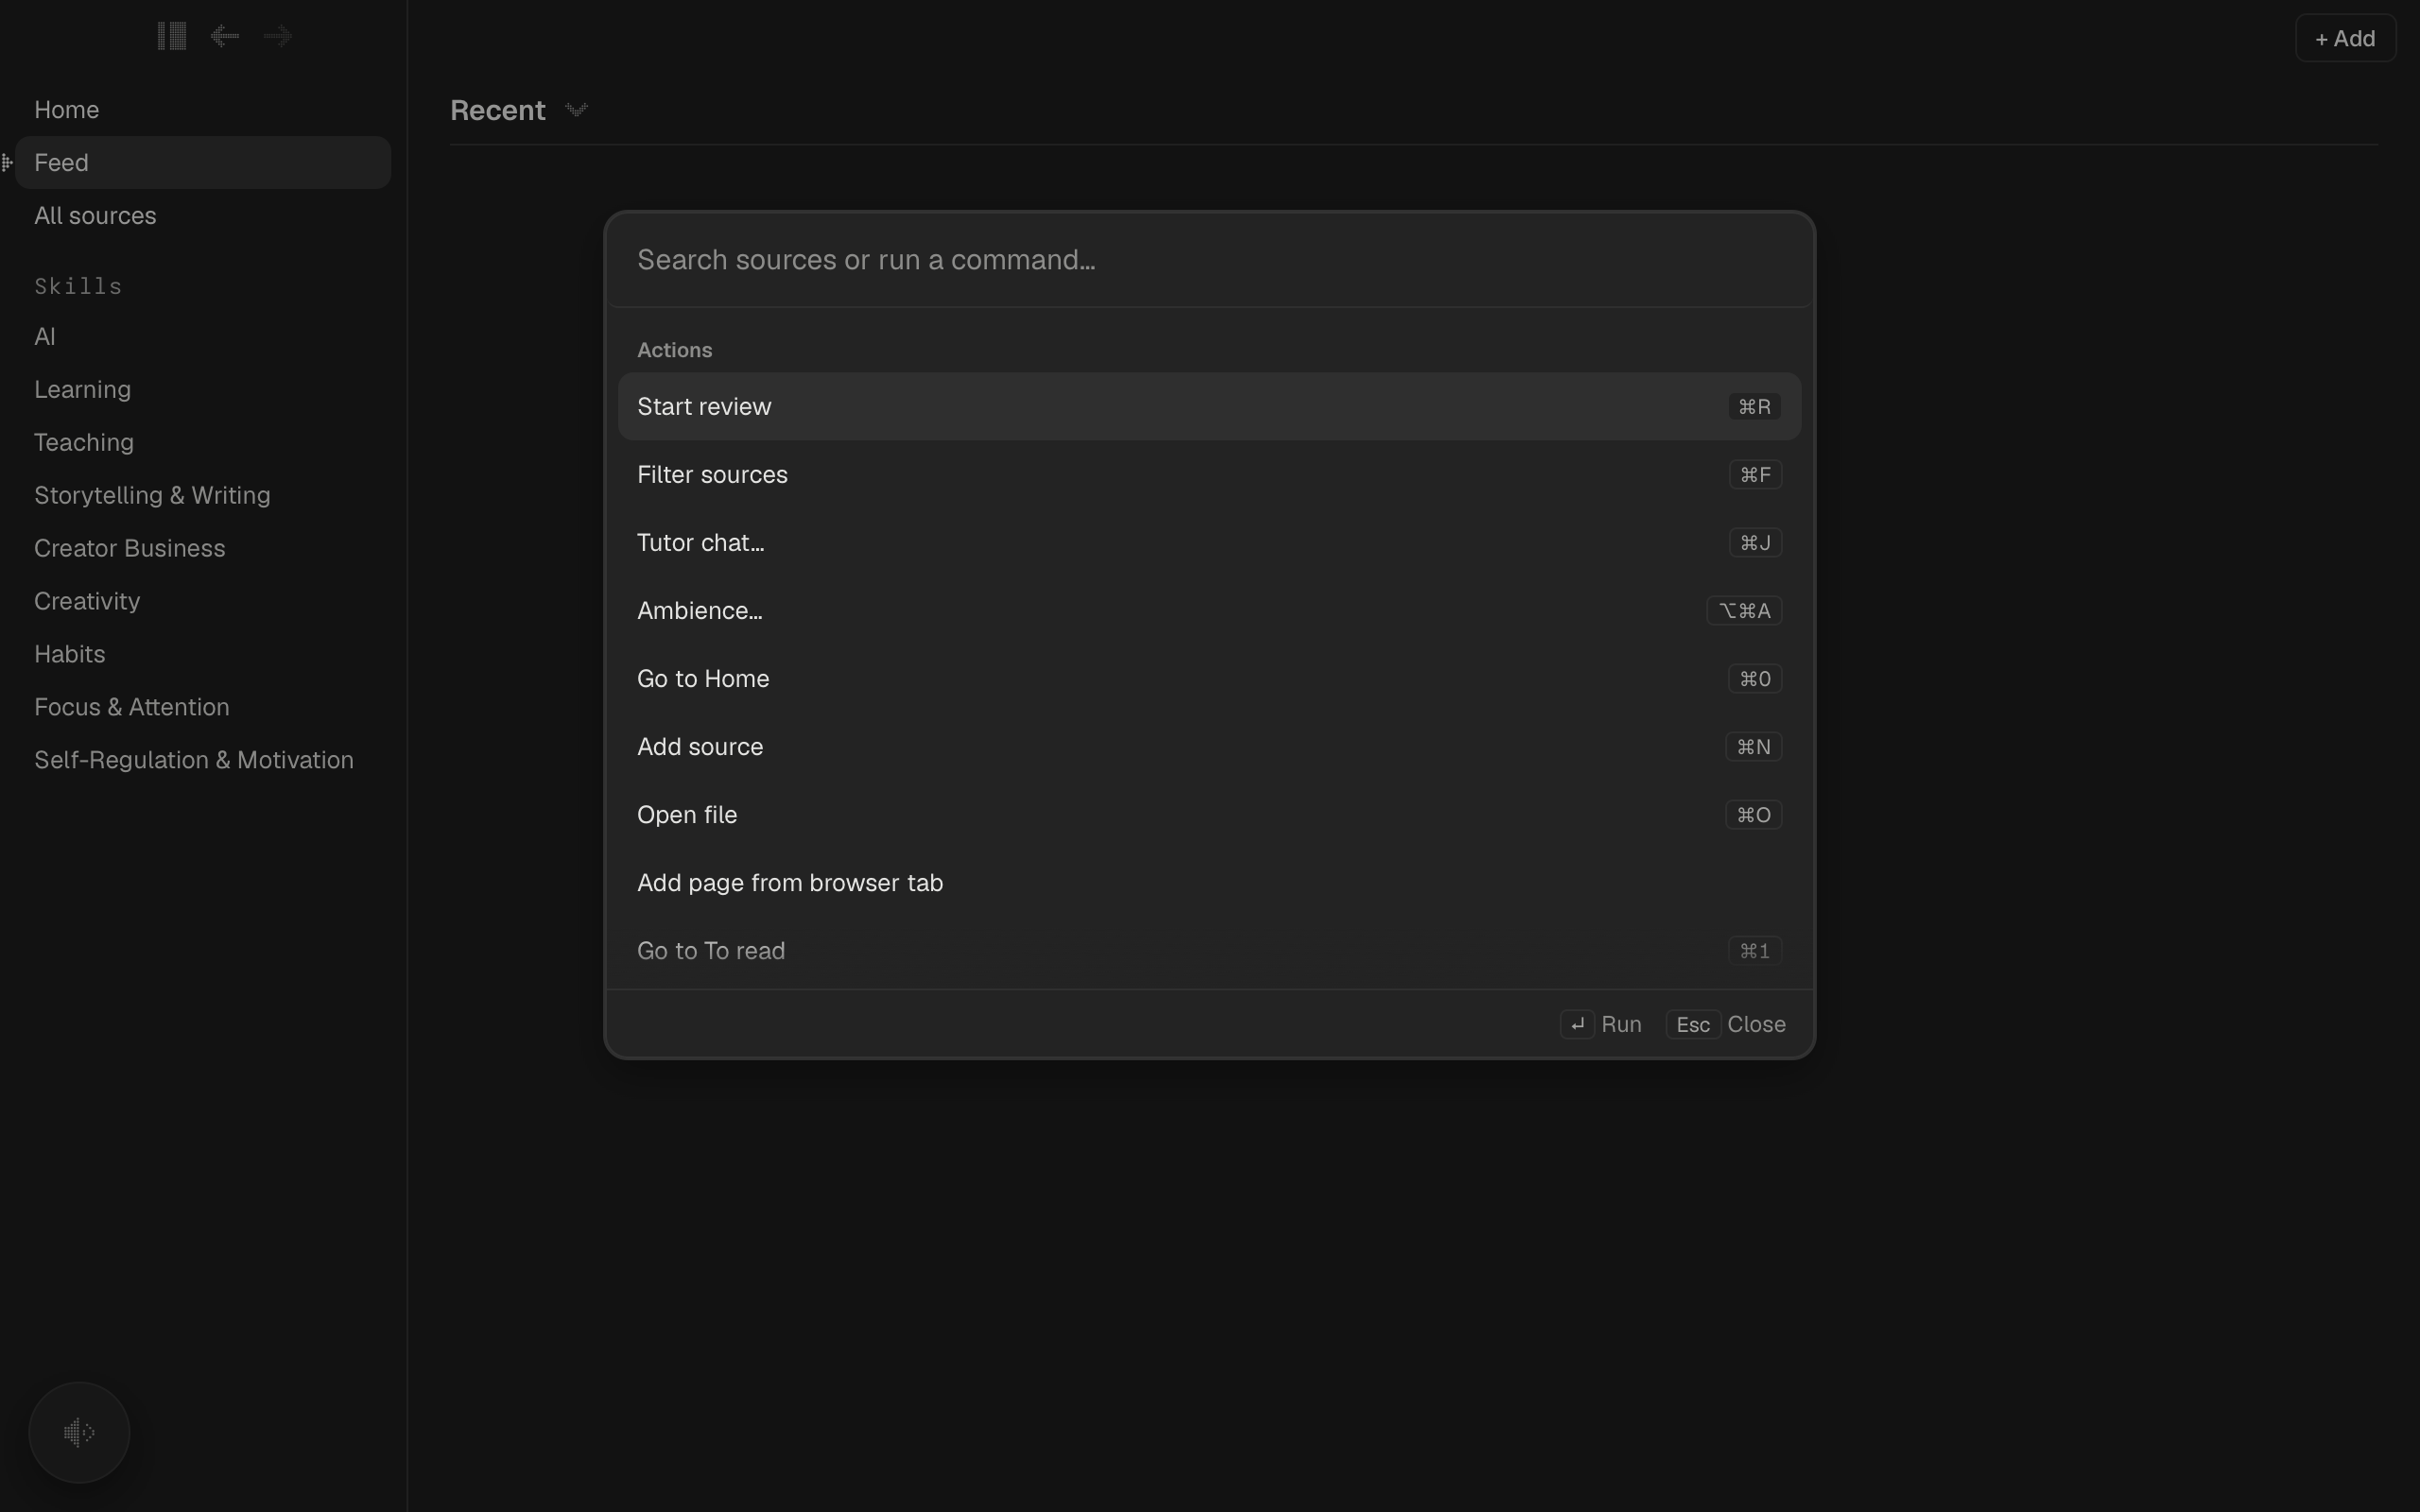 + Add
Home
Feed
All sources
Skills
AI
Learning
Teaching
Storytelling & Writing
Creator Business
Creativity
Habits
Focus & Attention
Self-Regulation & Motivation
Recent
Search sources or run a command…
Actions
Start review ⌘R
Filter sources ⌘F
Tutor chat… ⌘J
Ambience… ⌥⌘A
Go to Home ⌘0
Add source ⌘N
Open file ⌘O
Add page from browser tab
Go to To read ⌘1
↵ Run Esc Close